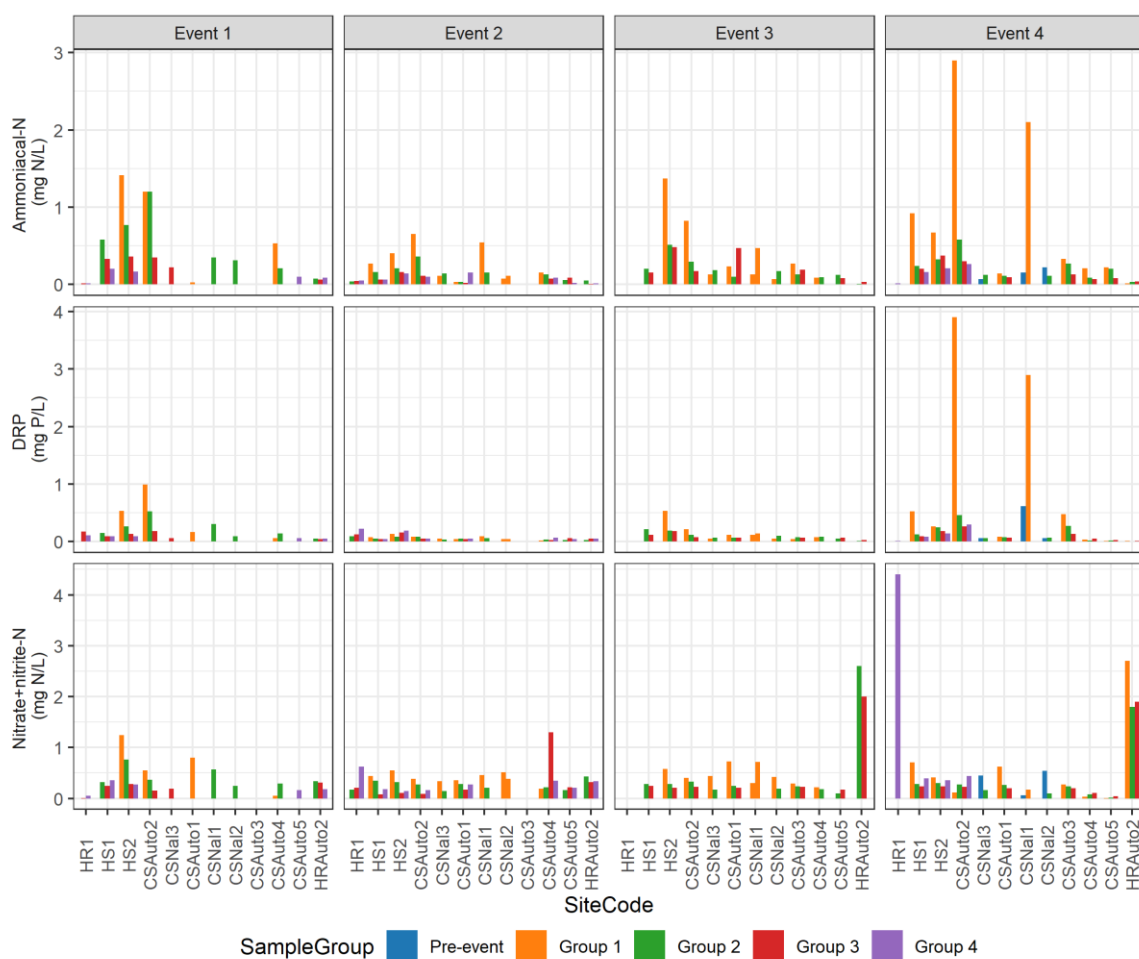 Event 1
Event 2
Event 3
Event 4
Ammoniacal-N
(mg N/L)
3
2
1
0
DRP
(mg P/L)
4
3
2
1
0
Nitrate+nitrite-N
(mg N/L)
4
3
2
1
0
HR1
HS1
HS2
CSAuto2
CSNal3
CSAuto1
CSNal1
CSNal2
CSAuto3
CSAuto4
CSAuto5
HRAuto2
HR1
HS1
HS2
CSAuto2
CSNal3
CSAuto1
CSNal1
CSNal2
CSAuto3
CSAuto4
CSAuto5
HRAuto2
HR1
HS1
HS2
CSAuto2
CSNal3
CSAuto1
CSNal1
CSNal2
CSAuto3
CSAuto4
CSAuto5
HRAuto2
HR1
HS1
HS2
CSAuto2
CSNal3
CSAuto1
CSNal1
CSNal2
CSAuto3
CSAuto4
CSAuto5
HRAuto2
SiteCode
SampleGroup Pre-event Group 1 Group 2 Group 3 Group 4